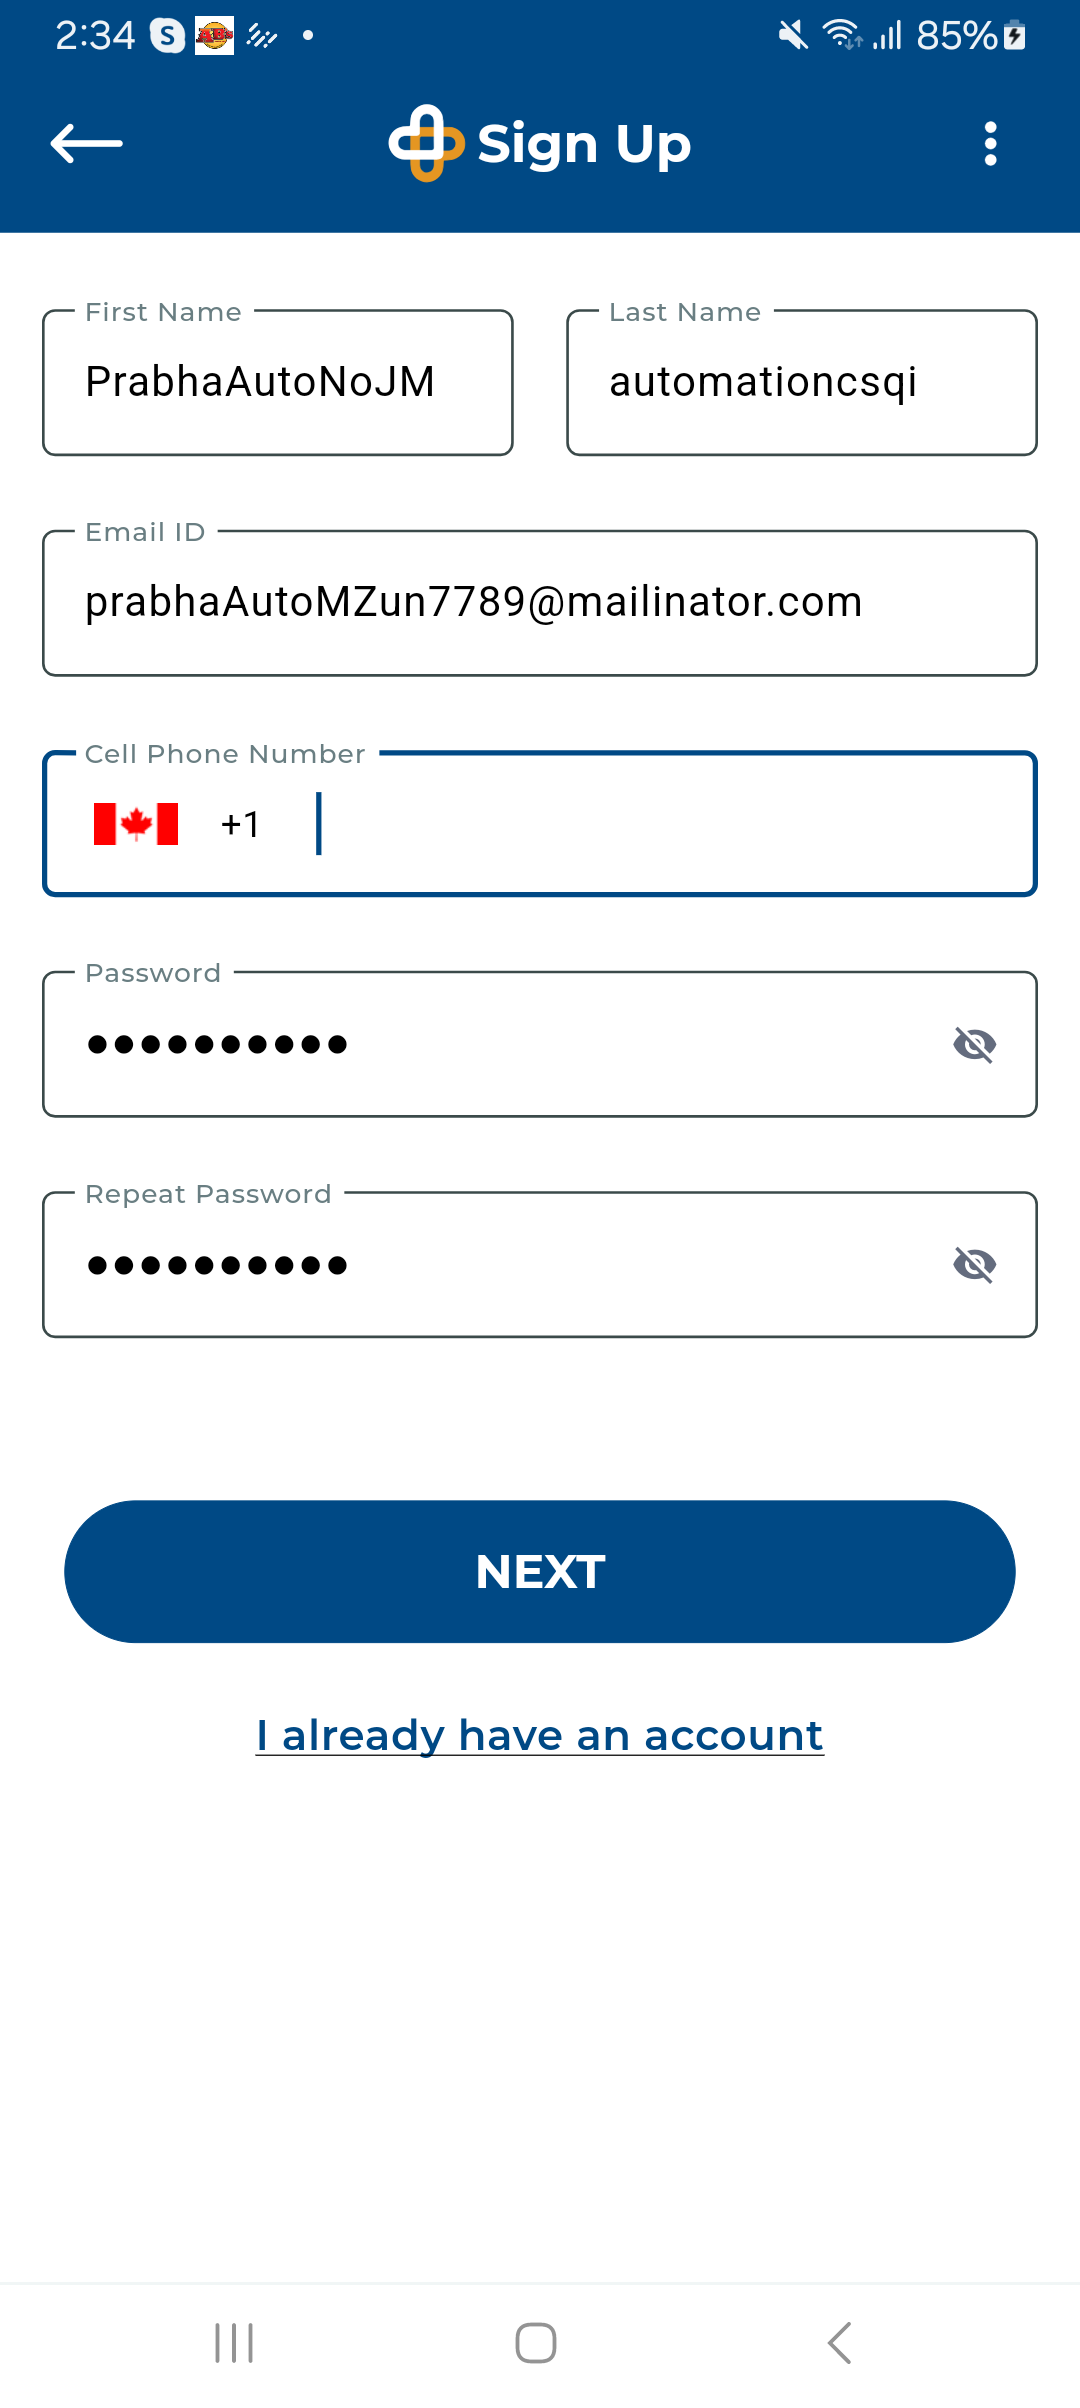 2:34 S 85%
Sign Up
First Name Last Name
PrabhaAutoNoJM automationcsqi
Email ID
prabhaAutoMZun7789@mailinator.com
Cell Phone Number
+1
Password
••••••••••
Repeat Password
••••••••••
NEXT
I already have an account